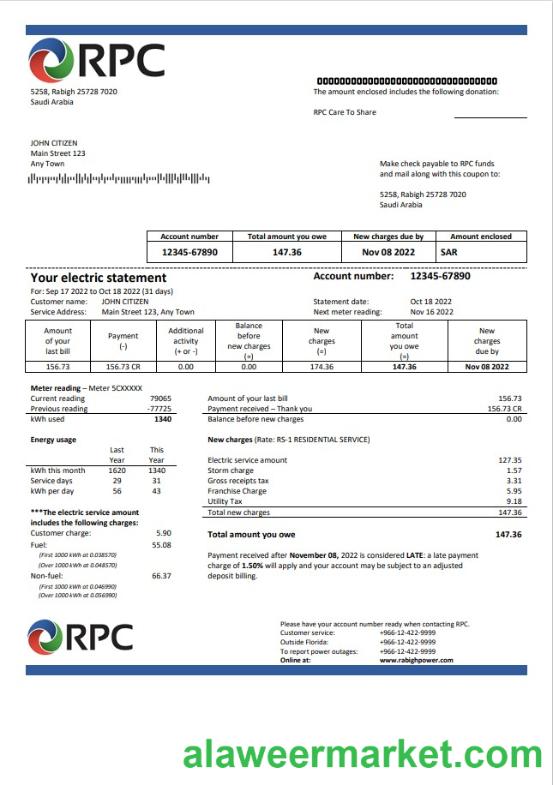 RPC
5258, Rabigh 25728 7020
Saudi Arabia
The amount enclosed includes the following donation:
RPC Care To Share
JOHN CITIZEN
Main Street 123
Any Town
Make check payable to RPC funds
and mail along with this coupon to:
5258, Rabigh 25728 7020
Saudi Arabia
Account number Total amount you owe New charges due by Amount enclosed
12345-67890 147.36 Nov 08 2022 SAR
Your electric statement Account number: 12345-67890
For: Sep 17 2022 to Oct 18 2022 (31 days)
Customer name: JOHN CITIZEN Statement date: Oct 18 2022
Service Address: Main Street 123, Any Town Next meter reading: Nov 16 2022
Amount of your last bill Payment (-) Additional activity (+ or -) Balance before new charges (=) New charges (=) Total amount you owe (=) New charges due by
156.73 156.73 CR 0.00 0.00 174.36 147.36 Nov 08 2022
Meter reading – Meter 5CXXXXX
Current reading 79065
Previous reading -77725
kWh used 1340
Amount of your last bill 156.73
Payment received – Thank you 156.73 CR
Balance before new charges 0.00
Energy usage
Last Year This Year
kWh this month 1620 1340
Service days 29 31
kWh per day 56 43
New charges (Rate: RS-1 RESIDENTIAL SERVICE)
Electric service amount 127.35
Storm charge 1.57
Gross receipts tax 3.31
Franchise Charge 5.95
Utility Tax 9.18
Total new charges 147.36
***The electric service amount
includes the following charges:
Customer charge: 5.90
Fuel: 55.08
(First 1000 kWh at 0.038570)
(Over 1000 kWh at 0.048570)
Non-fuel: 66.37
(First 1000 kWh at 0.046990)
(Over 1000 kWh at 0.056990)
Total amount you owe 147.36
Payment received after November 08, 2022 is considered LATE: a late payment
charge of 1.50% will apply and your account may be subject to an adjusted
deposit billing.
RPC
Please have your account number ready when contacting RPC.
Customer service: +966-12-422-9999
Outside Florida: +966-12-422-9999
To report power outages: +966-12-422-9999
Online at: www.rabighpower.com
alaweermarket.com